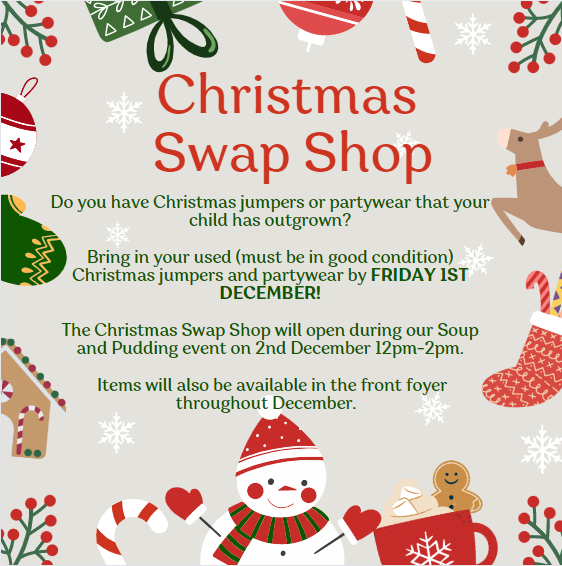 Christmas
Swap Shop
Do you have Christmas jumpers or partywear that your
child has outgrown?
Bring in your used (must be in good condition)
Christmas jumpers and partywear by FRIDAY 1ST
DECEMBER!
The Christmas Swap Shop will open during our Soup
and Pudding event on 2nd December 12pm-2pm.
Items will also be available in the front foyer
throughout December.